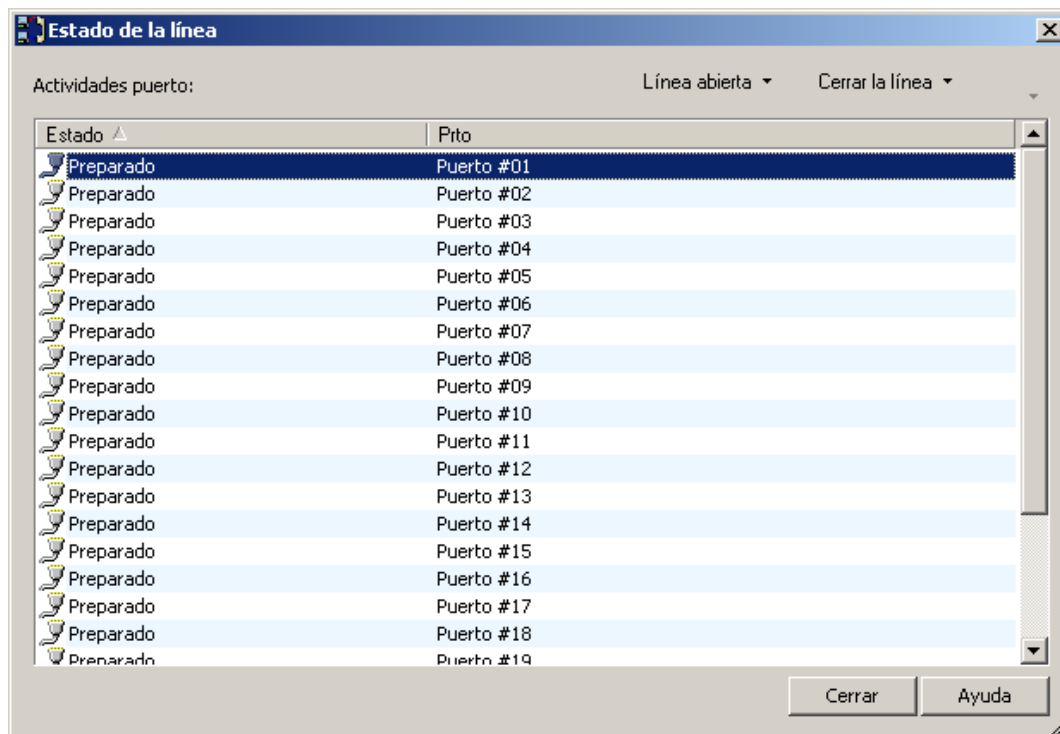 Estado de la línea
Actividades puerto: Línea abierta Cerrar la línea
Estado Prto
Preparado Puerto #01
Preparado Puerto #02
Preparado Puerto #03
Preparado Puerto #04
Preparado Puerto #05
Preparado Puerto #06
Preparado Puerto #07
Preparado Puerto #08
Preparado Puerto #09
Preparado Puerto #10
Preparado Puerto #11
Preparado Puerto #12
Preparado Puerto #13
Preparado Puerto #14
Preparado Puerto #15
Preparado Puerto #16
Preparado Puerto #17
Preparado Puerto #18
Preparado Puerto #19
Cerrar Ayuda